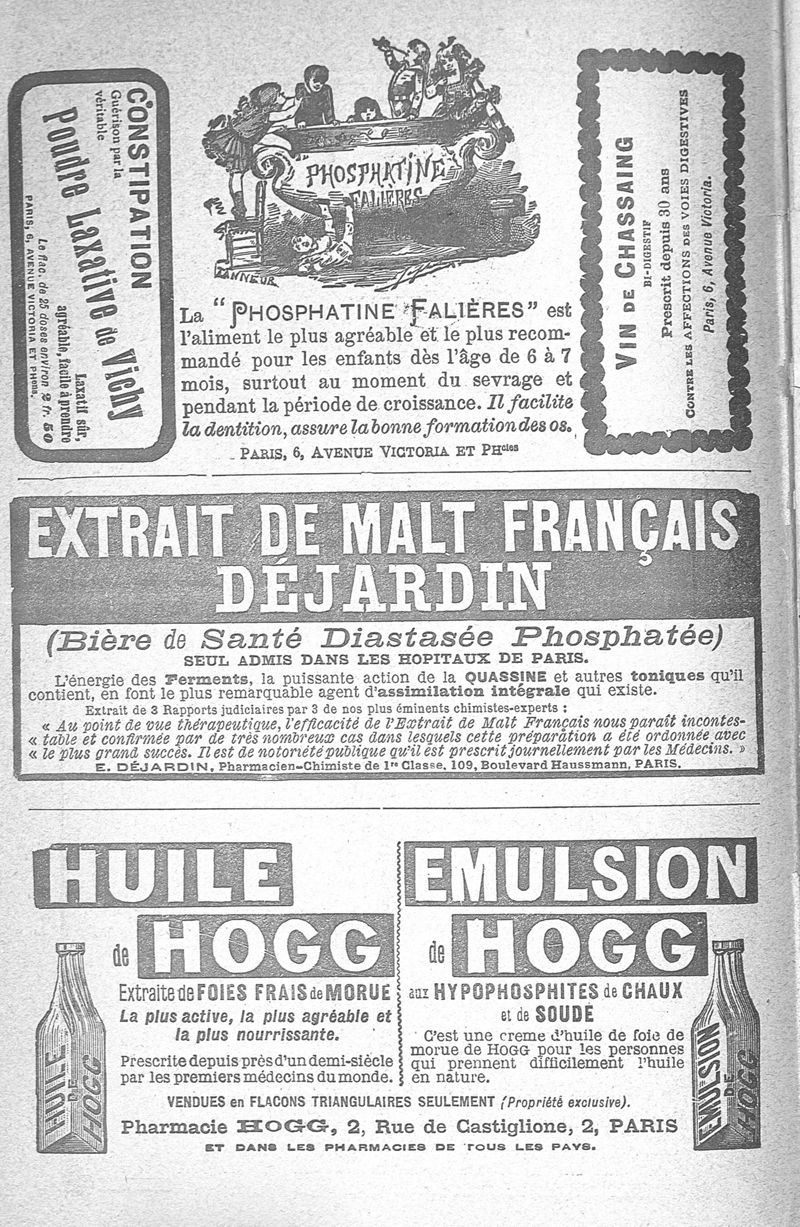 CONSTIPATION
Guérison par la
véritable
Poudre Laxative de Vichy
Laxatif sûr,
agréable, facile à prendre
Le flac. de 25 doses environ 2 fr. 50
PARIS, 6, AVENUE VICTORIA ET PHies.
PHOSPHATINE
FALIERES
ZANNEUR
La “PHOSPHATINE FALIÈRES” est
l'aliment le plus agréable et le plus recom-
mandé pour les enfants dès l'âge de 6 à 7
mois, surtout au moment du sevrage et
pendant la période de croissance. Il facilite
la dentition, assure la bonne formation des os.
PARIS, 6, AVENUE VICTORIA ET PHcies
VIN DE CHASSAING
BI-DIGESTIF
Prescrit depuis 30 ans
CONTRE LES AFFECTIONS DES VOIES DIGESTIVES
Paris, 6, Avenue Victoria.
EXTRAIT DE MALT FRANÇAIS
DÉJARDIN
(Bière de Santé Diastasée Phosphatée)
SEUL ADMIS DANS LES HOPITAUX DE PARIS.
L'énergie des Ferments, la puissante action de la QUASSINE et autres toniques qu'il
contient, en font le plus remarquable agent d'assimilation intégrale qui existe.
Extrait de 3 Rapports judiciaires par 3 de nos plus éminents chimistes-experts :
« Au point de vue thérapeutique, l'efficacité de l'Extrait de Malt Français nous paraît incontes-
« table et confirmée par de très nombreux cas dans lesquels cette préparation a été ordonnée avec
« le plus grand succès. Il est de notoriété publique qu'il est prescrit journellement par les Médecins. »
E. DÉJARDIN, Pharmacien-Chimiste de 1re Classe, 109, Boulevard Haussmann, PARIS.
HUILE
de HOGG
Extraite de FOIES FRAIS de MORUE
La plus active, la plus agréable et
la plus nourrissante.
Prescrite depuis près d'un demi-siècle
par les premiers médecins du monde.
HUILE DE HOGG
EMULSION
de HOGG
aux HYPOPHOSPHITES de CHAUX
et de SOUDE
C'est une creme d'huile de foie de
morue de HOGG pour les personnes
qui prennent difficilement l'huile
en nature.
EMULSION DE HOGG
VENDUES en FLACONS TRIANGULAIRES SEULEMENT (Propriété exclusive).
Pharmacie HOGG, 2, Rue de Castiglione, 2, PARIS
ET DANS LES PHARMACIES DE TOUS LES PAYS.